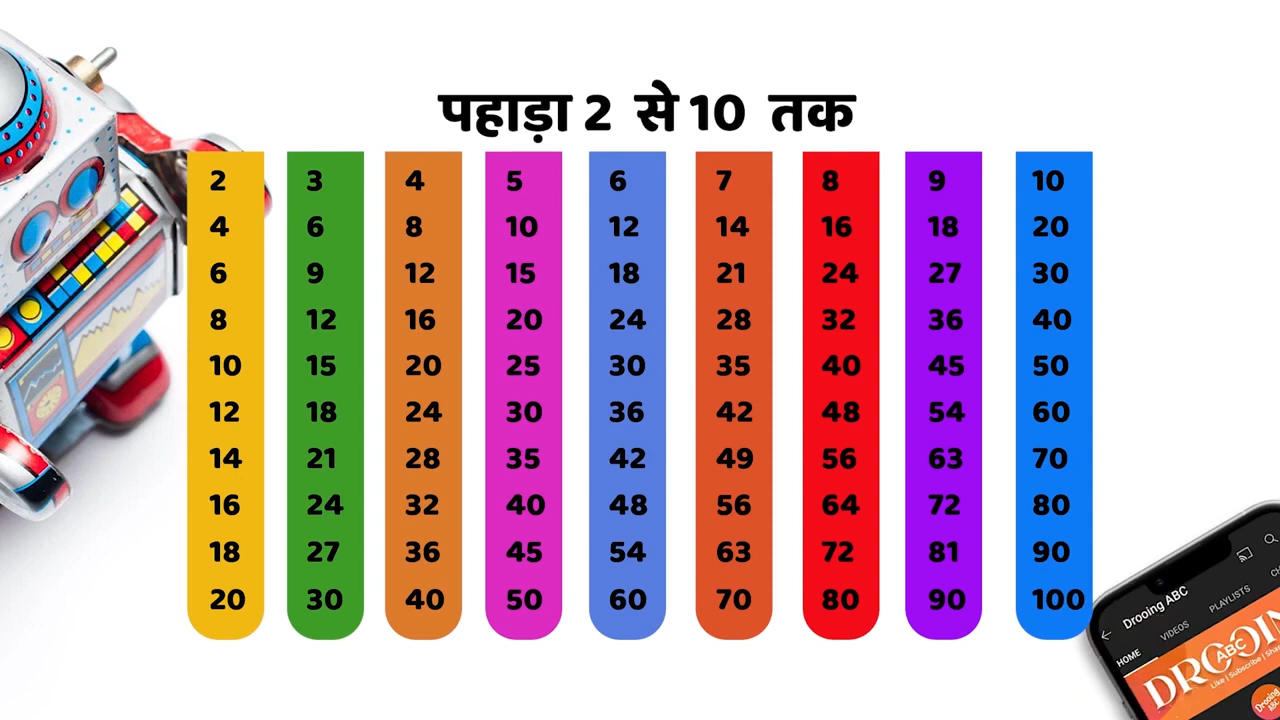 पहाड़ा 2 से 10 तक
2 3 4 5 6 7 8 9 10
4 6 8 10 12 14 16 18 20
6 9 12 15 18 21 24 27 30
8 12 16 20 24 28 32 36 40
10 15 20 25 30 35 40 45 50
12 18 24 30 36 42 48 54 60
14 21 28 35 42 49 56 63 70
16 24 32 40 48 56 64 72 80
18 27 36 45 54 63 72 81 90
20 30 40 50 60 70 80 90 100
Drooing ABC
HOME VIDEOS PLAYLISTS
ABC
Like | Subscribe |
Drooing
ABC